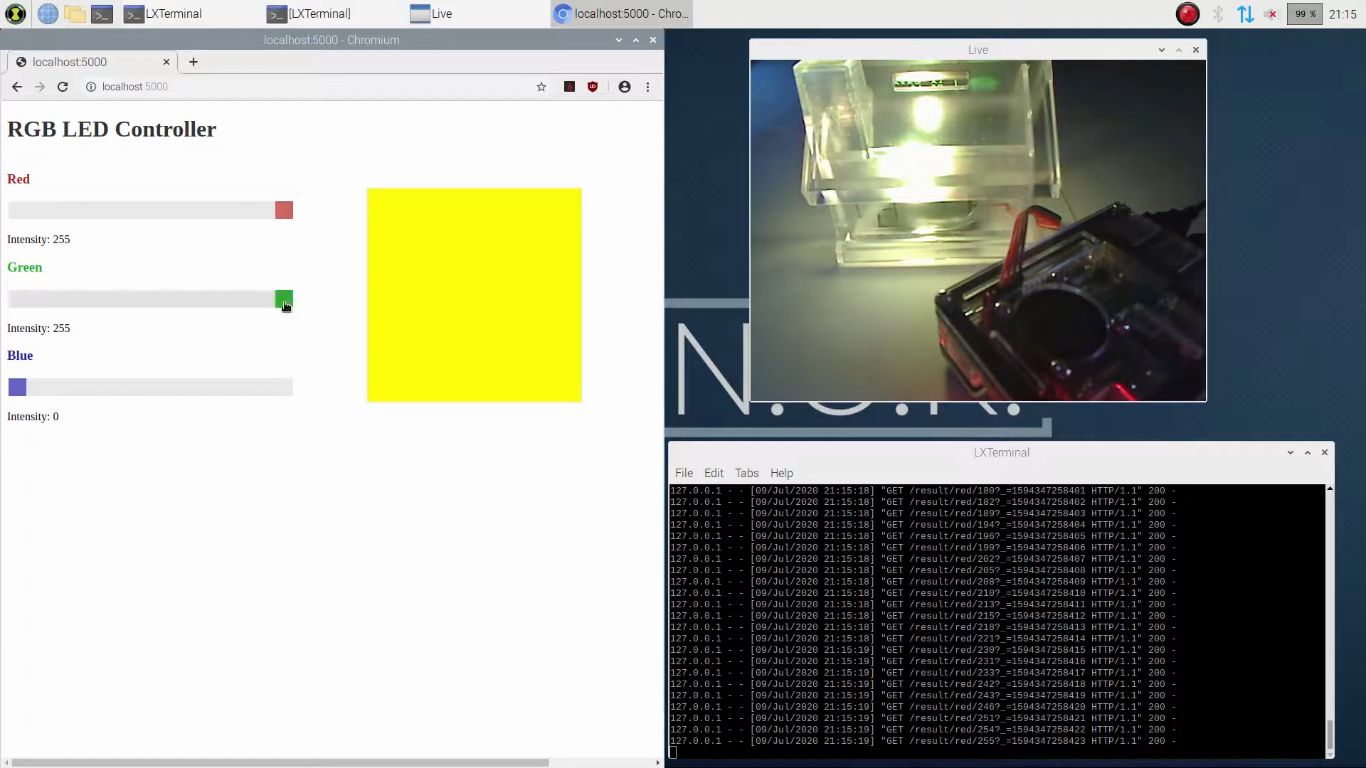 LXTerminal
[LXTerminal]
Live
localhost:5000 - Chro...
99 %
21:15
localhost:5000 - Chromium
localhost:5000
localhost:5000
RGB LED Controller
Red
Intensity: 255
Green
Intensity: 255
Blue
Intensity: 0
Live
LXTerminal
File Edit Tabs Help
127.0.0.1 - - [09/Jul/2020 21:15:18] "GET /result/red/180?_=1594347258401 HTTP/1.1" 200 -
127.0.0.1 - - [09/Jul/2020 21:15:18] "GET /result/red/182?_=1594347258402 HTTP/1.1" 200 -
127.0.0.1 - - [09/Jul/2020 21:15:18] "GET /result/red/189?_=1594347258403 HTTP/1.1" 200 -
127.0.0.1 - - [09/Jul/2020 21:15:18] "GET /result/red/194?_=1594347258404 HTTP/1.1" 200 -
127.0.0.1 - - [09/Jul/2020 21:15:18] "GET /result/red/196?_=1594347258405 HTTP/1.1" 200 -
127.0.0.1 - - [09/Jul/2020 21:15:18] "GET /result/red/199?_=1594347258406 HTTP/1.1" 200 -
127.0.0.1 - - [09/Jul/2020 21:15:18] "GET /result/red/202?_=1594347258407 HTTP/1.1" 200 -
127.0.0.1 - - [09/Jul/2020 21:15:18] "GET /result/red/205?_=1594347258408 HTTP/1.1" 200 -
127.0.0.1 - - [09/Jul/2020 21:15:18] "GET /result/red/208?_=1594347258409 HTTP/1.1" 200 -
127.0.0.1 - - [09/Jul/2020 21:15:18] "GET /result/red/210?_=1594347258410 HTTP/1.1" 200 -
127.0.0.1 - - [09/Jul/2020 21:15:18] "GET /result/red/213?_=1594347258411 HTTP/1.1" 200 -
127.0.0.1 - - [09/Jul/2020 21:15:18] "GET /result/red/215?_=1594347258412 HTTP/1.1" 200 -
127.0.0.1 - - [09/Jul/2020 21:15:18] "GET /result/red/218?_=1594347258413 HTTP/1.1" 200 -
127.0.0.1 - - [09/Jul/2020 21:15:18] "GET /result/red/221?_=1594347258414 HTTP/1.1" 200 -
127.0.0.1 - - [09/Jul/2020 21:15:19] "GET /result/red/230?_=1594347258415 HTTP/1.1" 200 -
127.0.0.1 - - [09/Jul/2020 21:15:19] "GET /result/red/231?_=1594347258416 HTTP/1.1" 200 -
127.0.0.1 - - [09/Jul/2020 21:15:19] "GET /result/red/233?_=1594347258417 HTTP/1.1" 200 -
127.0.0.1 - - [09/Jul/2020 21:15:19] "GET /result/red/242?_=1594347258418 HTTP/1.1" 200 -
127.0.0.1 - - [09/Jul/2020 21:15:19] "GET /result/red/243?_=1594347258419 HTTP/1.1" 200 -
127.0.0.1 - - [09/Jul/2020 21:15:19] "GET /result/red/246?_=1594347258420 HTTP/1.1" 200 -
127.0.0.1 - - [09/Jul/2020 21:15:19] "GET /result/red/251?_=1594347258421 HTTP/1.1" 200 -
127.0.0.1 - - [09/Jul/2020 21:15:19] "GET /result/red/254?_=1594347258422 HTTP/1.1" 200 -
127.0.0.1 - - [09/Jul/2020 21:15:19] "GET /result/red/255?_=1594347258423 HTTP/1.1" 200 -